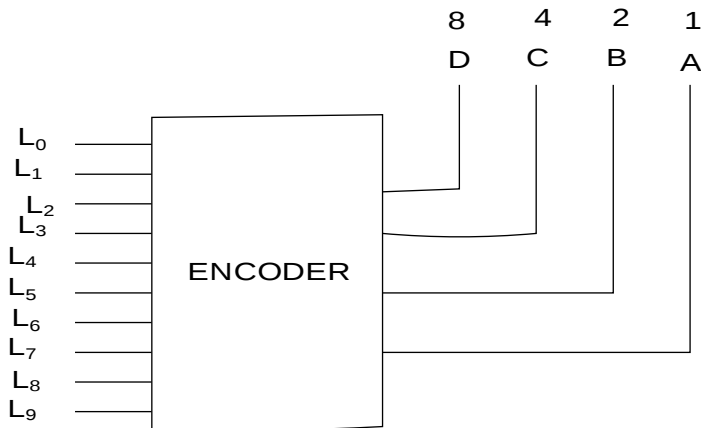 8 4 2 1
D C B A
L₀
L₁
L₂
L₃
L₄
ENCODER
L₅
L₆
L₇
L₈
L₉